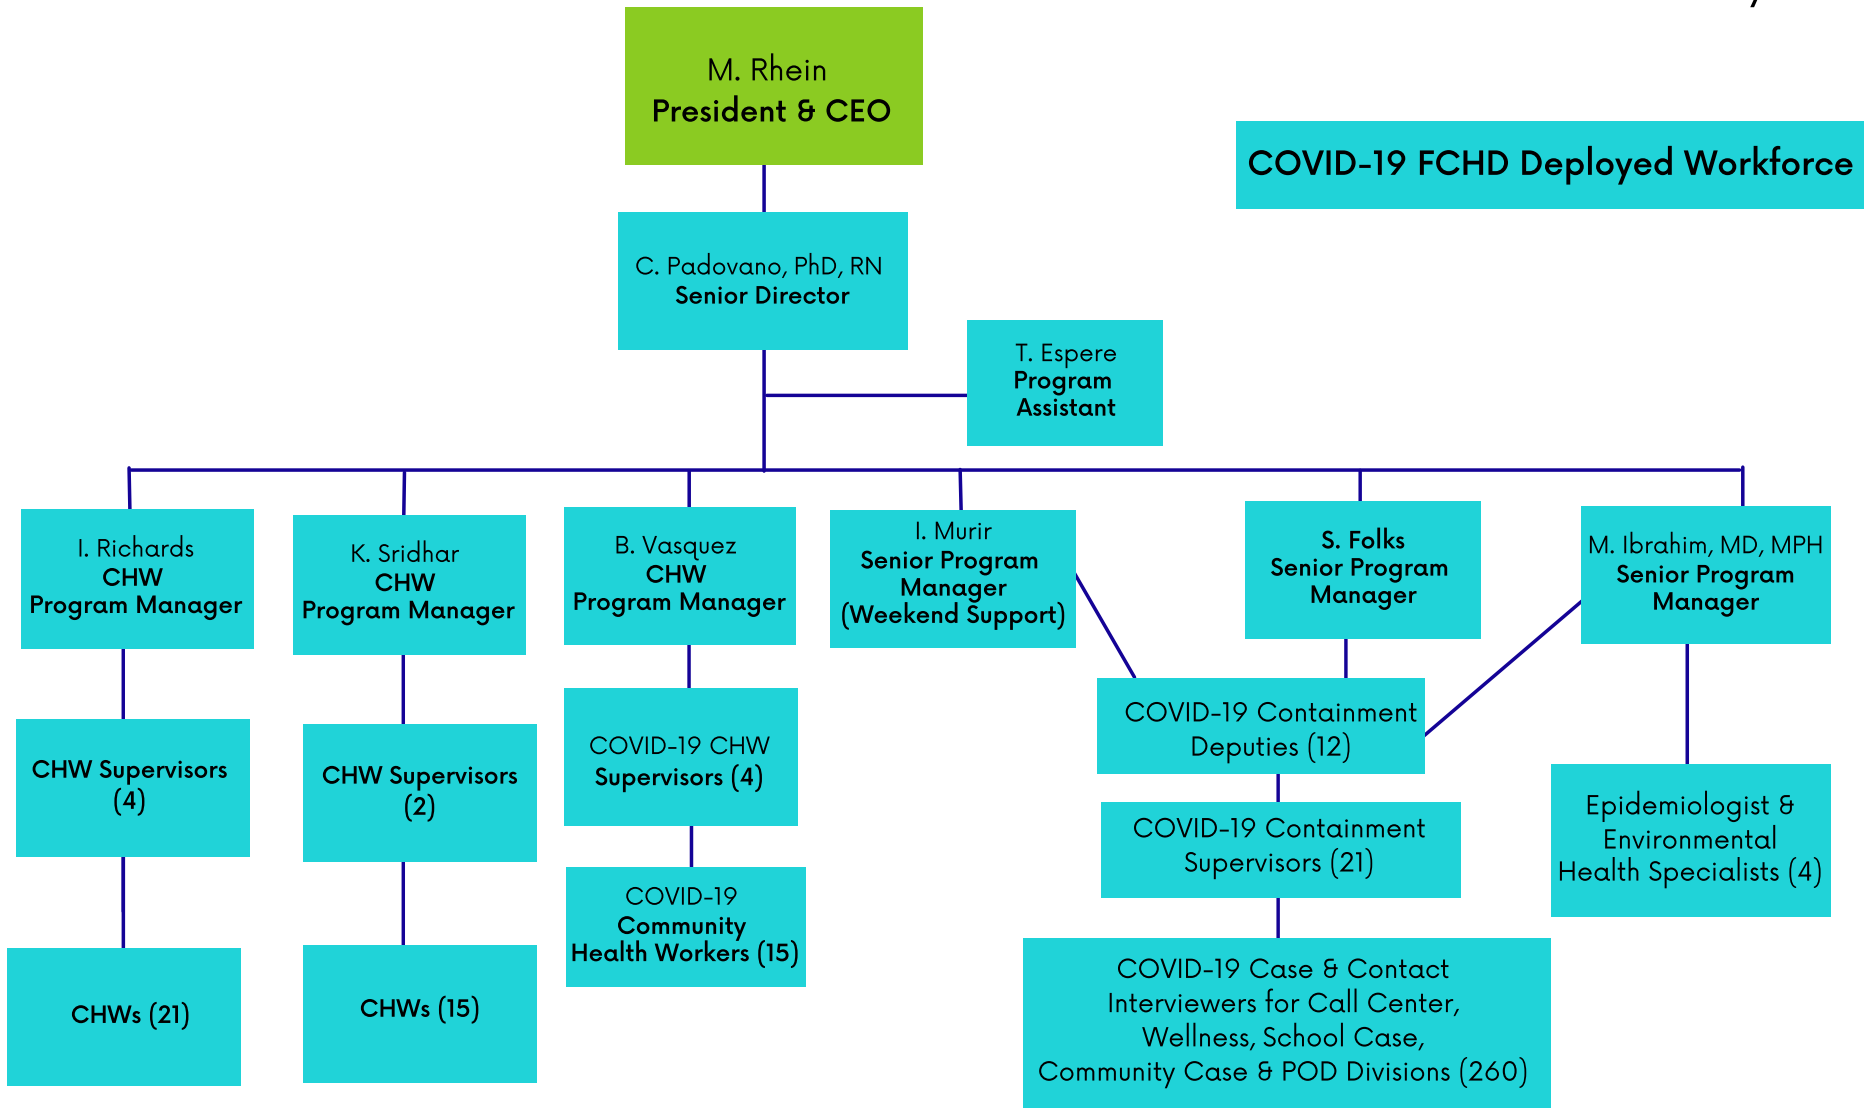 M. Rhein
President & CEO
COVID-19 FCHD Deployed Workforce
C. Padovano, PhD, RN
Senior Director
T. Espere
Program
Assistant
I. Richards
CHW
Program Manager
K. Sridhar
CHW
Program Manager
B. Vasquez
CHW
Program Manager
I. Murir
Senior Program
Manager
(Weekend Support)
S. Folks
Senior Program
Manager
M. Ibrahim, MD, MPH
Senior Program
Manager
CHW Supervisors
(4)
CHW Supervisors
(2)
COVID-19 CHW
Supervisors (4)
COVID-19 Containment
Deputies (12)
COVID-19 Containment
Supervisors (21)
Epidemiologist &
Environmental
Health Specialists (4)
CHWs (21)
CHWs (15)
COVID-19
Community
Health Workers (15)
COVID-19 Case & Contact
Interviewers for Call Center,
Wellness, School Case,
Community Case & POD Divisions (260)